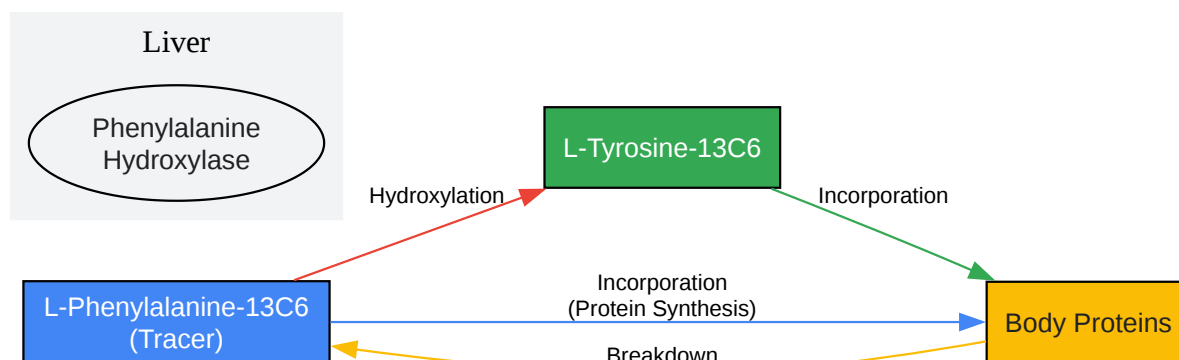 Liver
Phenylalanine
Hydroxylase
L-Tyrosine-13C6
Hydroxylation
Incorporation
Incorporation
(Protein Synthesis)
L-Phenylalanine-13C6
(Tracer)
Body Proteins
Breakdown